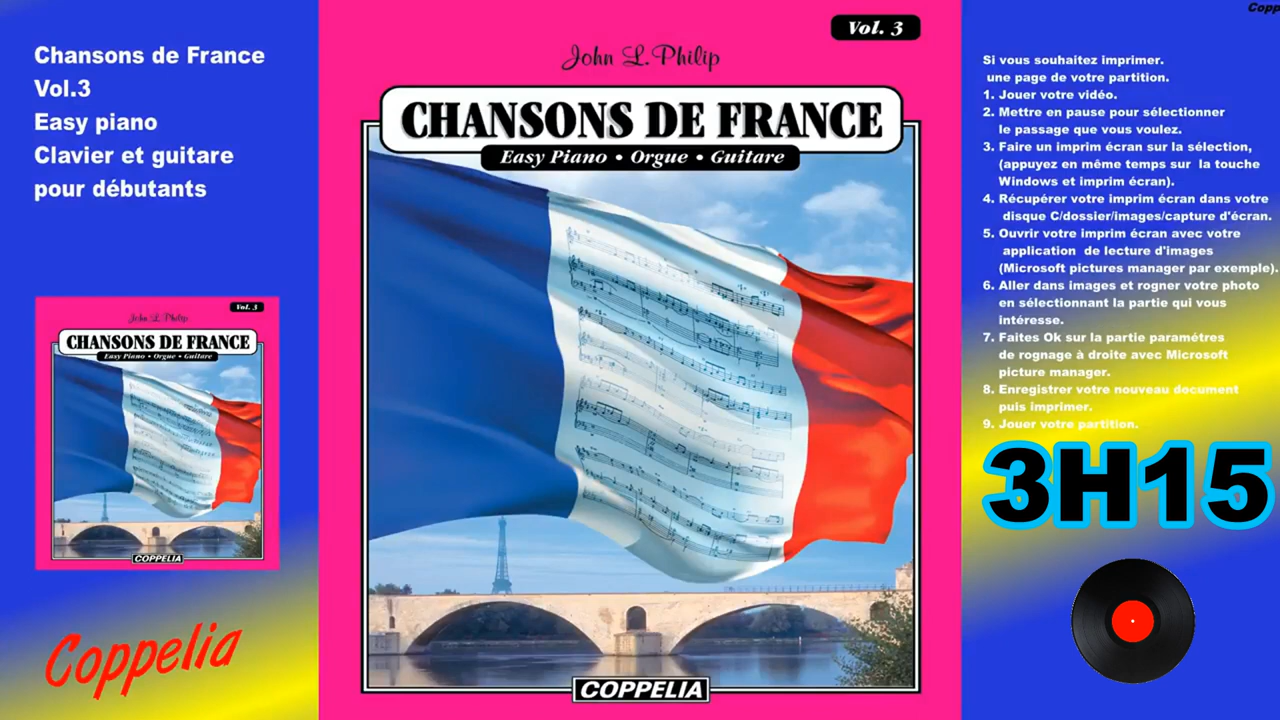 Chansons de France
Vol.3
Easy piano
Clavier et guitare
pour débutants
Vol. 3
John L. Philip
CHANSONS DE FRANCE
Easy Piano • Orgue • Guitare
COPPELIA
Coppelia
Vol. 3
John L. Philip
CHANSONS DE FRANCE
Easy Piano • Orgue • Guitare
COPPELIA
Si vous souhaitez imprimer.
une page de votre partition.
1. Jouer votre vidéo.
2. Mettre en pause pour sélectionner
le passage que vous voulez.
3. Faire un imprim écran sur la sélection,
(appuyez en même temps sur la touche
Windows et imprim écran).
4. Récupérer votre imprim écran dans votre
disque C/dossier/images/capture d'écran.
5. Ouvrir votre imprim écran avec votre
application de lecture d'images
(Microsoft pictures manager par exemple).
6. Aller dans images et rogner votre photo
en sélectionnant la partie qui vous
intéresse.
7. Faites Ok sur la partie paramétres
de rognage à droite avec Microsoft
picture manager.
8. Enregistrer votre nouveau document
puis imprimer.
9. Jouer votre partition.
3H15